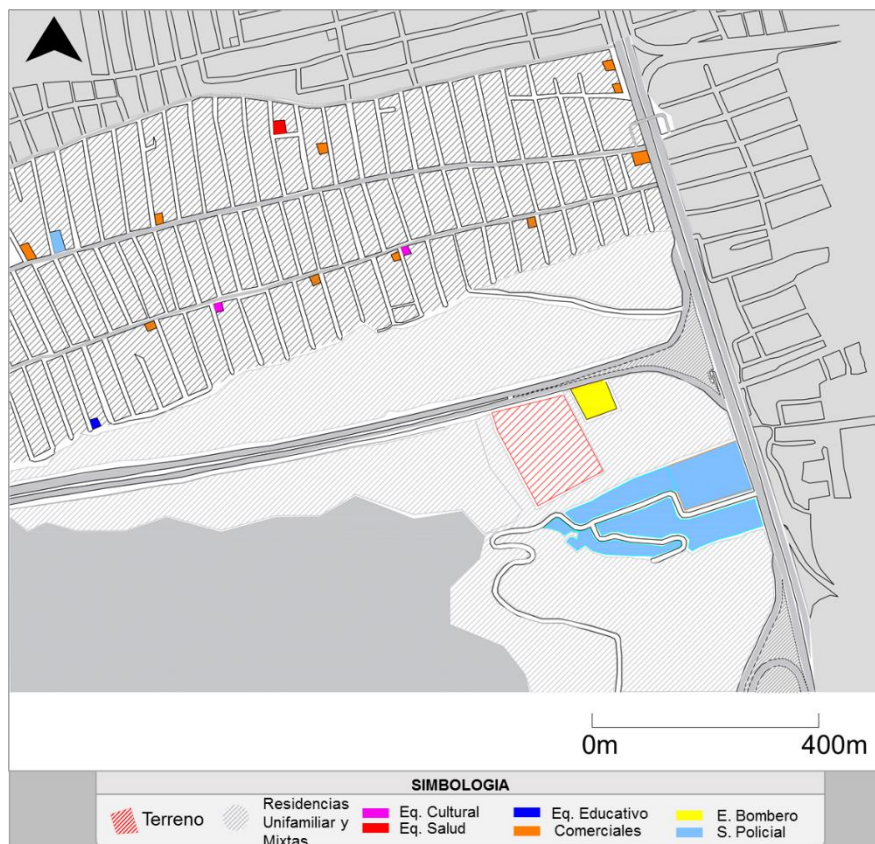 0m 400m
SIMBOLOGIA
Terreno
Residencias
Unifamiliar y
Mixtas
Eq. Cultural
Eq. Salud
Eq. Educativo
Comerciales
E. Bombero
S. Policial